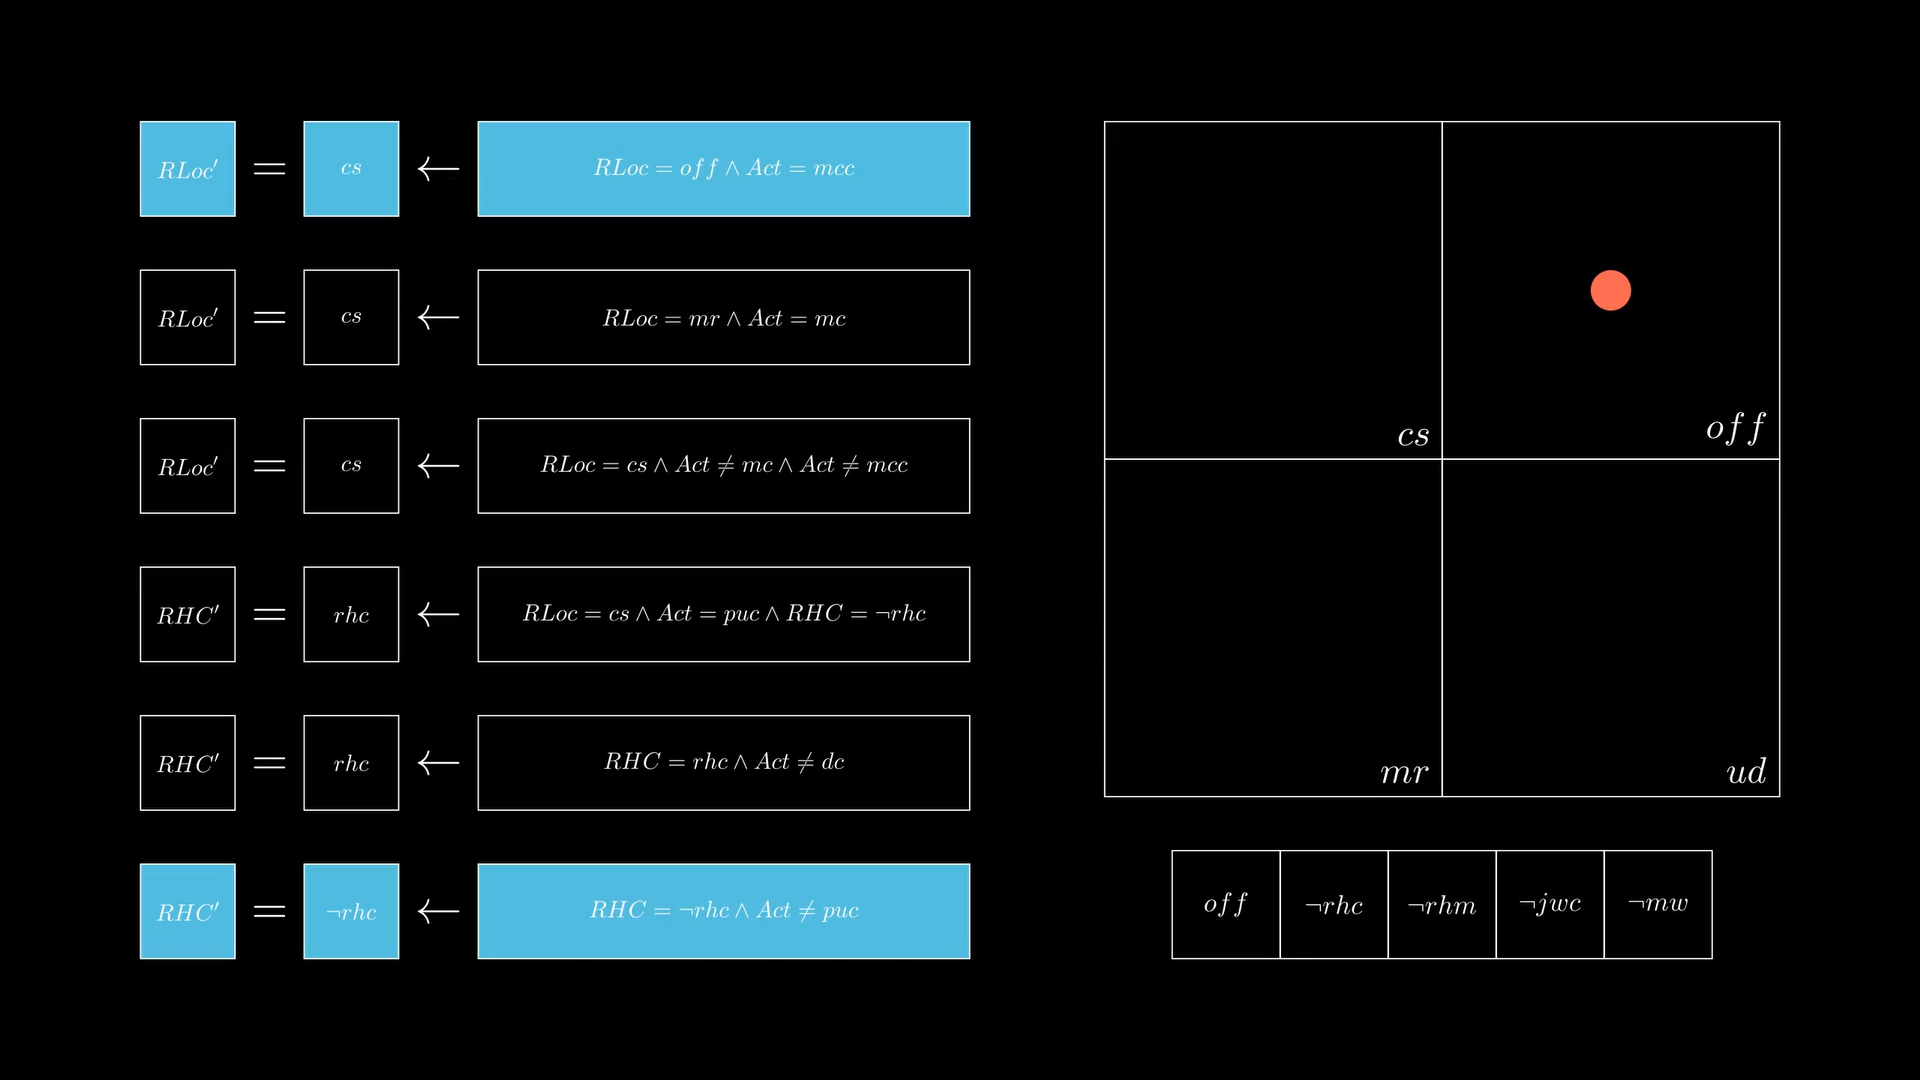 RLoc′ = cs ← RLoc = off ∧ Act = mcc
RLoc′ = cs ← RLoc = mr ∧ Act = mc
RLoc′ = cs ← RLoc = cs ∧ Act ≠ mc ∧ Act ≠ mcc
RHC′ = rhc ← RLoc = cs ∧ Act = puc ∧ RHC = ¬rhc
RHC′ = rhc ← RHC = rhc ∧ Act ≠ dc
RHC′ = ¬rhc ← RHC = ¬rhc ∧ Act ≠ puc
cs off
mr ud
off ¬rhc ¬rhm ¬jwc ¬mw